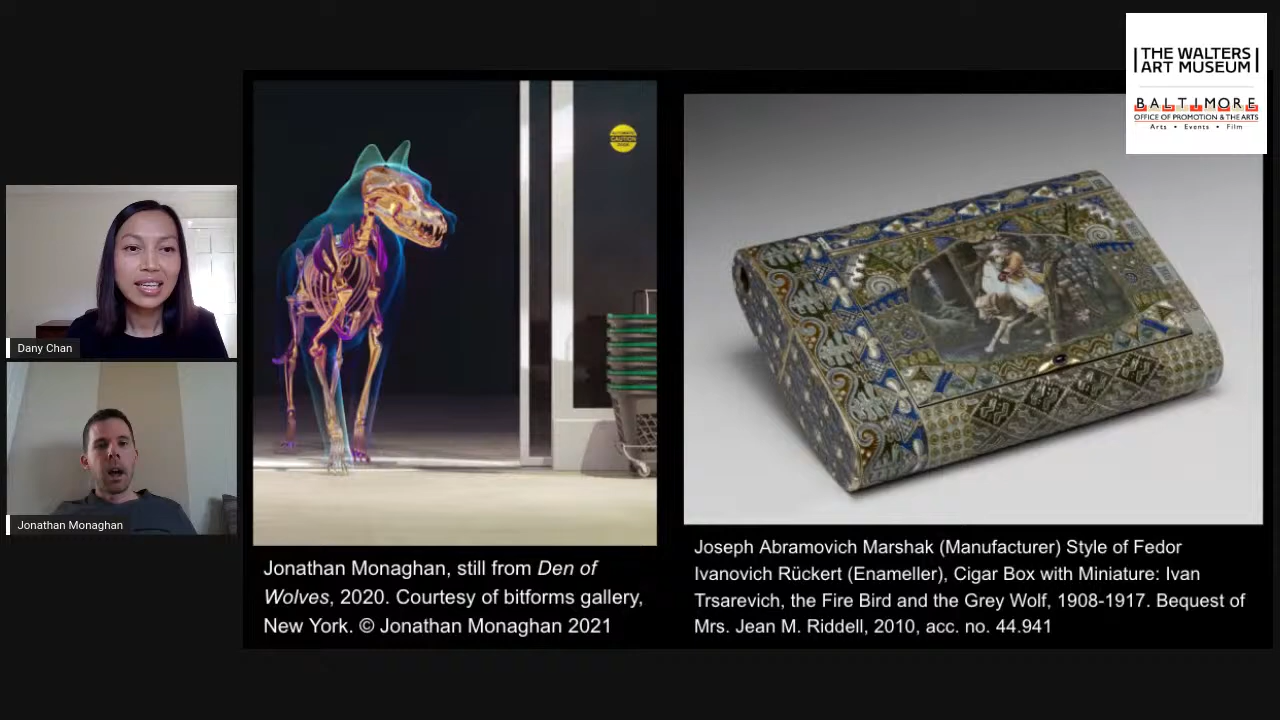 THE WALTERS
ART MUSEUM
BALTIMORE
OFFICE OF PROMOTION & THE ARTS
Arts • Events • Film
CAUTION
Dany Chan
Jonathan Monaghan
Jonathan Monaghan, still from Den of
Wolves, 2020. Courtesy of bitforms gallery,
New York. © Jonathan Monaghan 2021
Joseph Abramovich Marshak (Manufacturer) Style of Fedor
Ivanovich Rückert (Enameller), Cigar Box with Miniature: Ivan
Trsarevich, the Fire Bird and the Grey Wolf, 1908-1917. Bequest of
Mrs. Jean M. Riddell, 2010, acc. no. 44.941